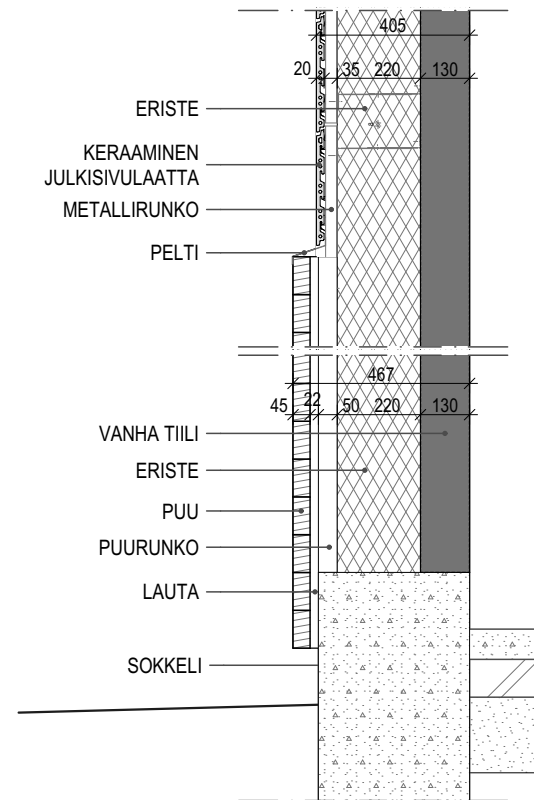 405
20 35 220 130
ERISTE
KERAAMINEN
JULKISIVULAATTA
METALLIRUNKO
PELTI
467
45 22 50 220 130
VANHA TIILI
ERISTE
PUU
PUURUNKO
LAUTA
SOKKELI